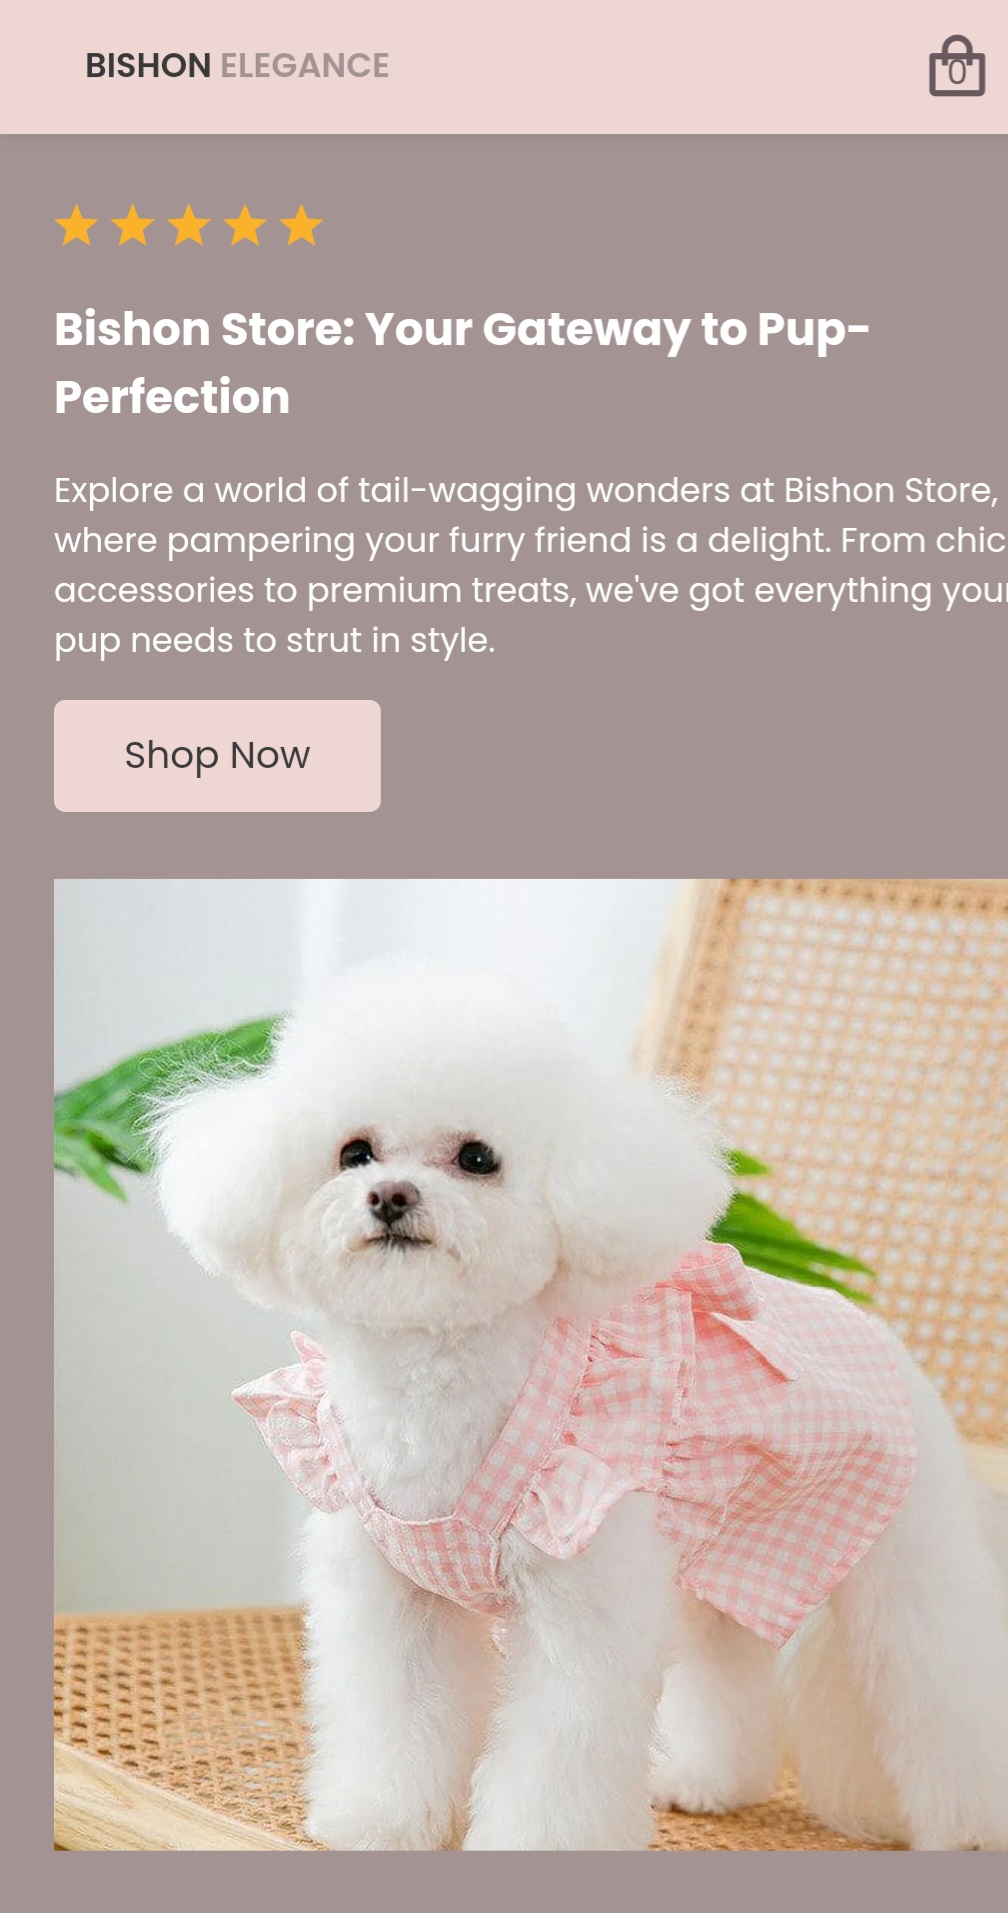 BISHON ELEGANCE
0
Bishon Store: Your Gateway to Pup-
Perfection
Explore a world of tail-wagging wonders at Bishon Store,
where pampering your furry friend is a delight. From chic
accessories to premium treats, we've got everything your
pup needs to strut in style.
Shop Now